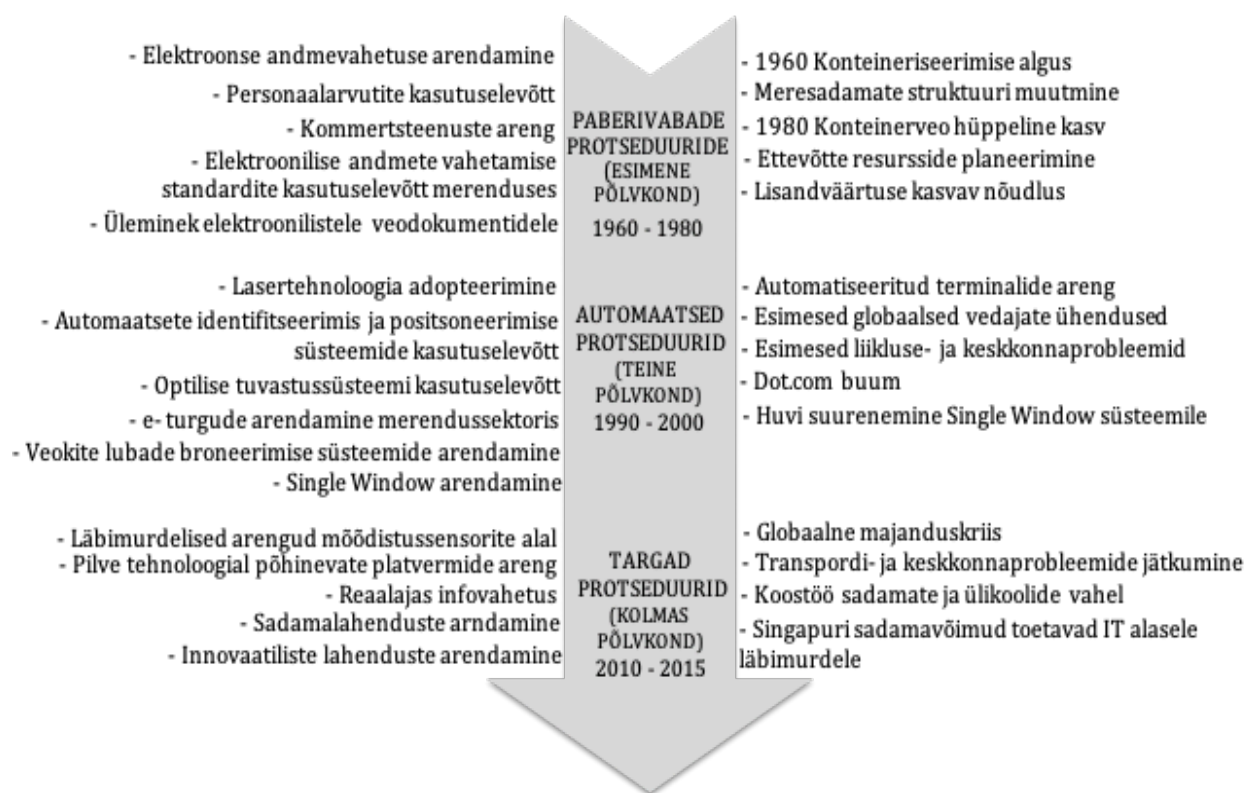 - Elektroonse andmevahetuse arendamine
- Personaalarvutite kasutuselevõtt
- Kommertsteenuste areng
- Elektroonilise andmete vahetamise
standardite kasutuselevõtt merenduses
- Üleminek elektroonilistele veodokumentidele
PABERIVABADE
PROTSEDUURIDE
(ESIMENE
PÕLVKOND)
1960 - 1980
- 1960 Konteineriseerimise algus
- Meresadamate struktuuri muutmine
- 1980 Konteinerveo hüppeline kasv
- Ettevõtte resursside planeerimine
- Lisandväärtuse kasvav nõudlus
- Lasertehnoloogia adopteerimine
- Automaatsete identifitseerimis ja positsoneerimise
süsteemide kasutuselevõtt
- Optilise tuvastussüsteemi kasutuselevõtt
- e- turgude arendamine merendussektoris
- Veokite lubade broneerimise süsteemide arendamine
- Single Window arendamine
AUTOMAATSED
PROTSEDUURID
(TEINE
PÕLVKOND)
1990 - 2000
- Automatiseeritud terminalide areng
- Esimesed globaalsed vedajate ühendused
- Esimesed liikluse- ja keskkonnaprobleemid
- Dot.com buum
- Huvi suurenemine Single Window süsteemile
- Läbimurdelised arengud mõõdistussensorite alal
- Pilve tehnoloogial põhinevate platvermide areng
- Reaalajas infovahetus
- Sadamalahenduste arndamine
- Innovaatiliste lahenduste arendamine
TARGAD
PROTSEDUURID
(KOLMAS
PÕLVKOND)
2010 - 2015
- Globaalne majanduskriis
- Transpordi- ja keskkonnaprobleemide jätkumine
- Koostöö sadamate ja ülikoolide vahel
- Singapuri sadamavõimud toetavad IT alasele
läbimurdele